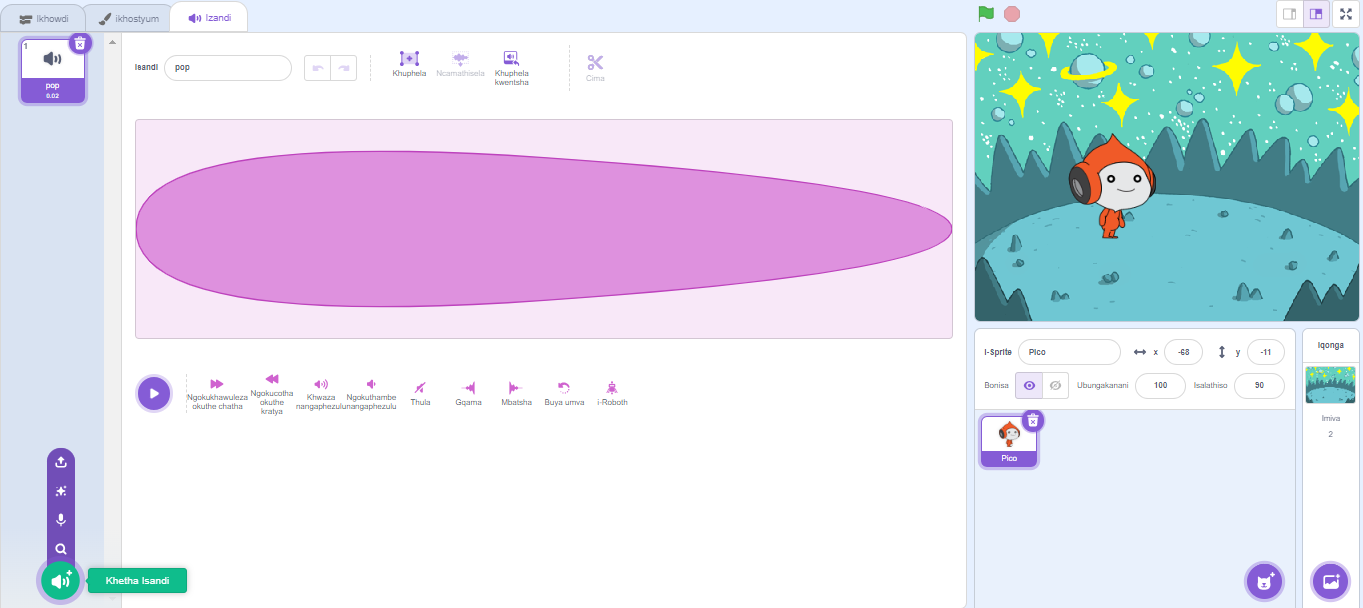 Ikhowdi
ikhostyum
Izandi
1
pop
0.02
Isandi
pop
Khuphela
Ncamathisela
Khuphela
kwentsha
Cima
Ngokukhawuleza
okuthe chatha
Ngokucotha
okuthe
kratya
Khwaza
nangaphezulu
Ngokuthambe
nangaphezulu
Thula
Gqama
Mbatsha
Buya umva
i-Roboth
Khetha Isandi
I-Sprite
Pico
x
-68
y
-11
Bonisa
Ubungakanani
100
Isalathiso
90
Pico
Iqonga
Imiva
2